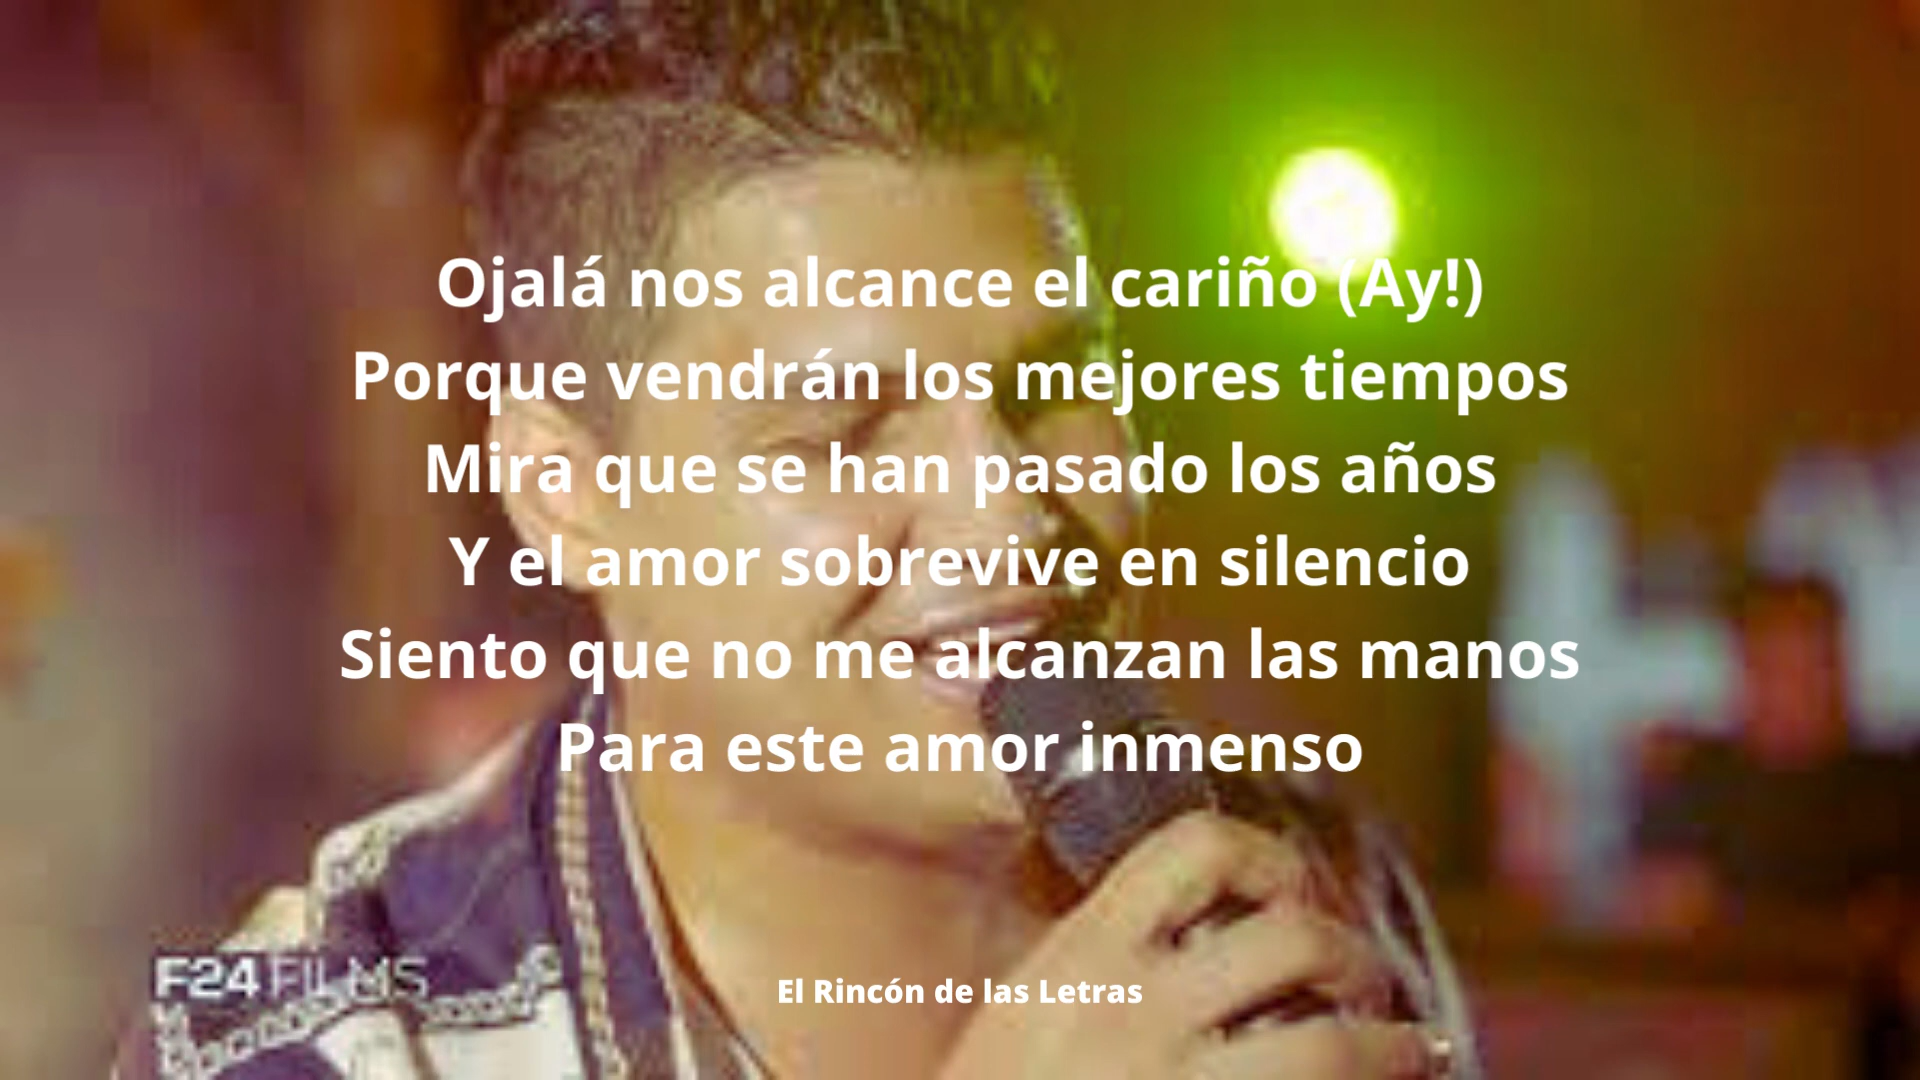 Ojalá nos alcance el cariño (Ay!)
Porque vendrán los mejores tiempos
Mira que se han pasado los años
Y el amor sobrevive en silencio
Siento que no me alcanzan las manos
Para este amor inmenso
F24 FILMS
El Rincón de las Letras